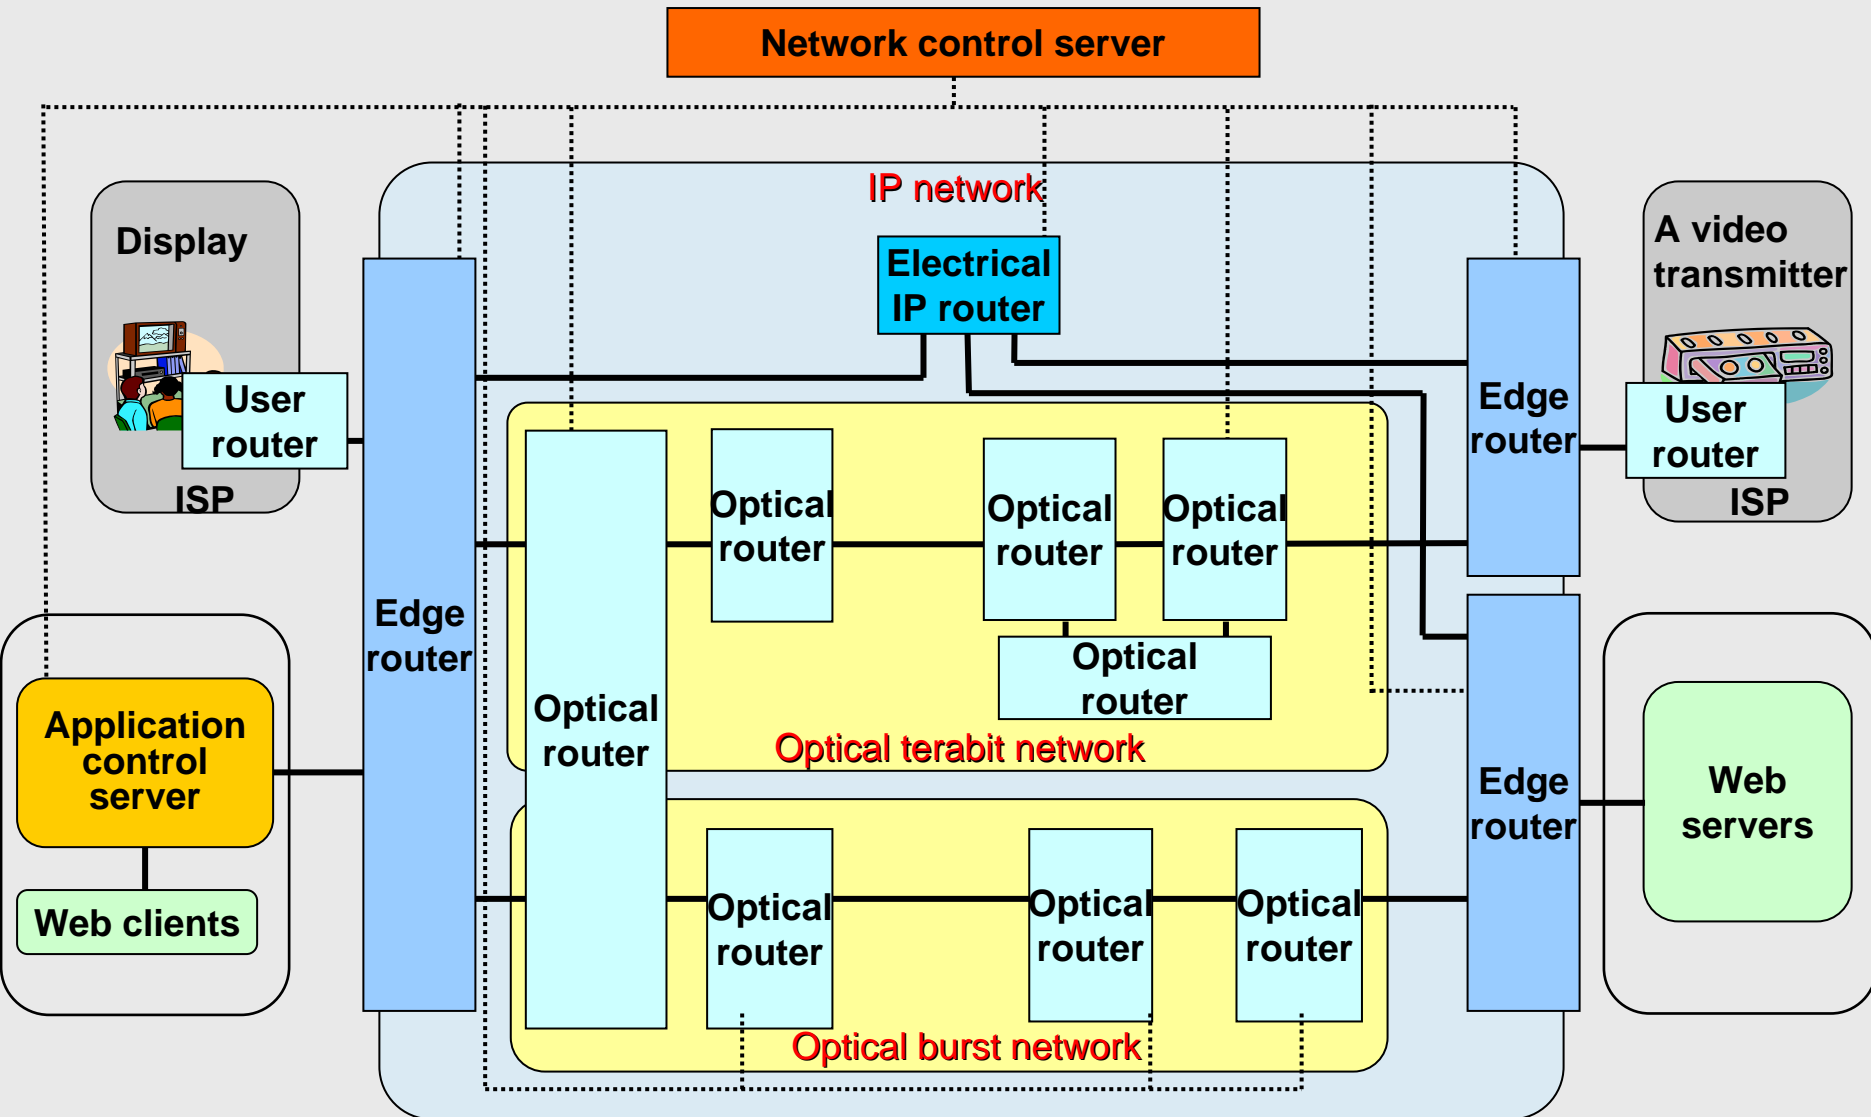 Network control server
IP network
Display
A video
transmitter
Electrical
IP router
User
router
ISP
Edge
router
User
router
ISP
Optical
router
Optical
router
Optical
router
Edge
router
Optical
router
Optical
router
Optical terabit network
Application
control
server
Edge
router
Web
servers
Web clients
Optical
router
Optical
router
Optical
router
Optical burst network